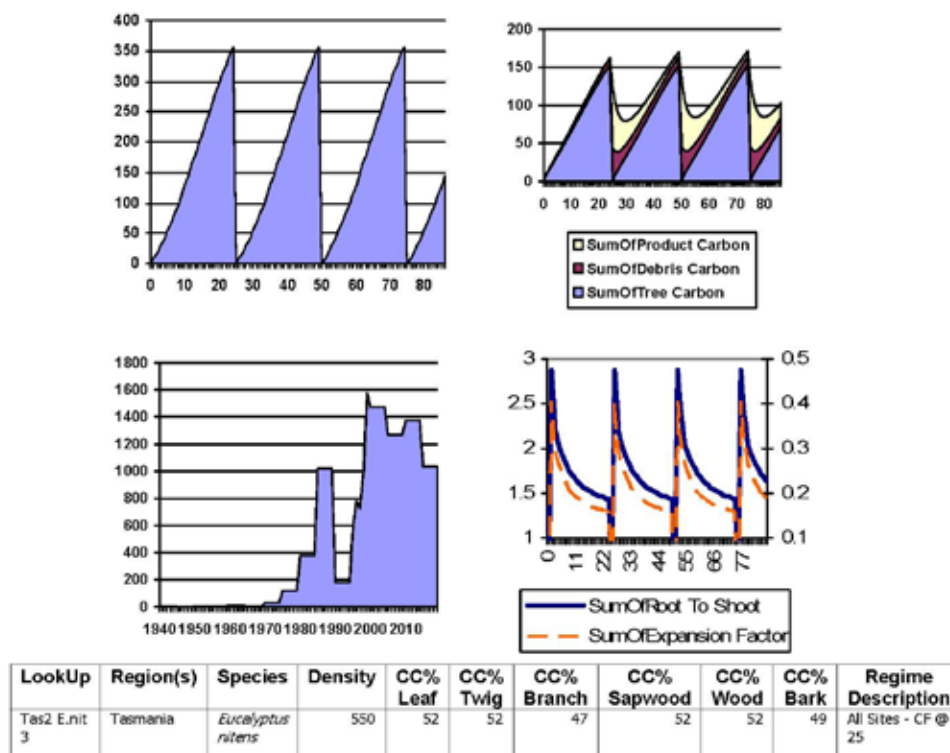 400
350
300
250
200
150
100
50
0
0 10 20 30 40 50 60 70 80
200
150
100
50
0
0 10 20 30 40 50 60 70 80
SumOfProduct Carbon
SumOfDebris Carbon
SumOfTree Carbon
1800
1600
1400
1200
1000
800
600
400
200
0
1940 1950 1960 1970 1980 1990 2000 2010
3 0.5
2.5 0.4
2 0.3
1.5 0.2
1 0.1
0 11 22 33 44 55 66 77
SumOfRoot To Shoot
SumOfExpansion Factor
LookUp Region(s) Species Density CC% Leaf CC% Twig CC% Branch CC% Sapwood CC% Wood CC% Bark Regime Description
Tas2 E.nit 3 Tasmania Eucalyptus nitens 550 52 52 47 52 52 49 All Sites - CF @ 25